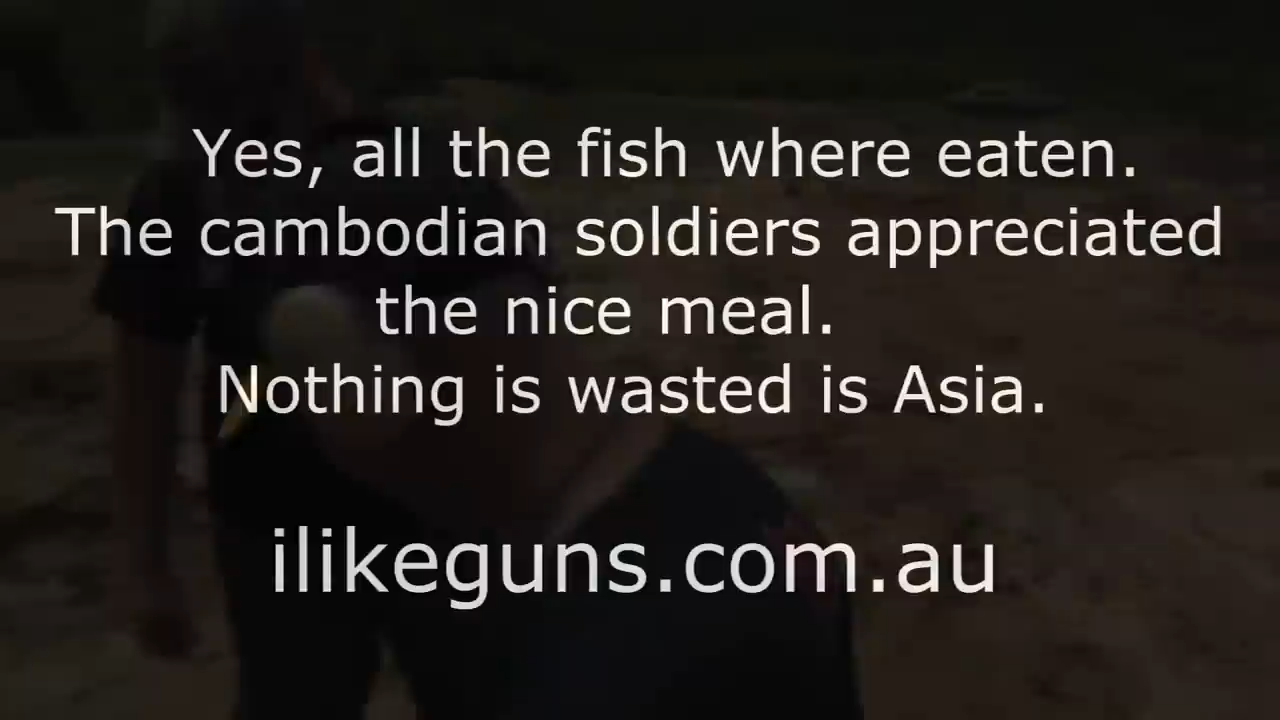 Yes, all the fish where eaten.
The cambodian soldiers appreciated
the nice meal.
Nothing is wasted is Asia.
ilikeguns.com.au